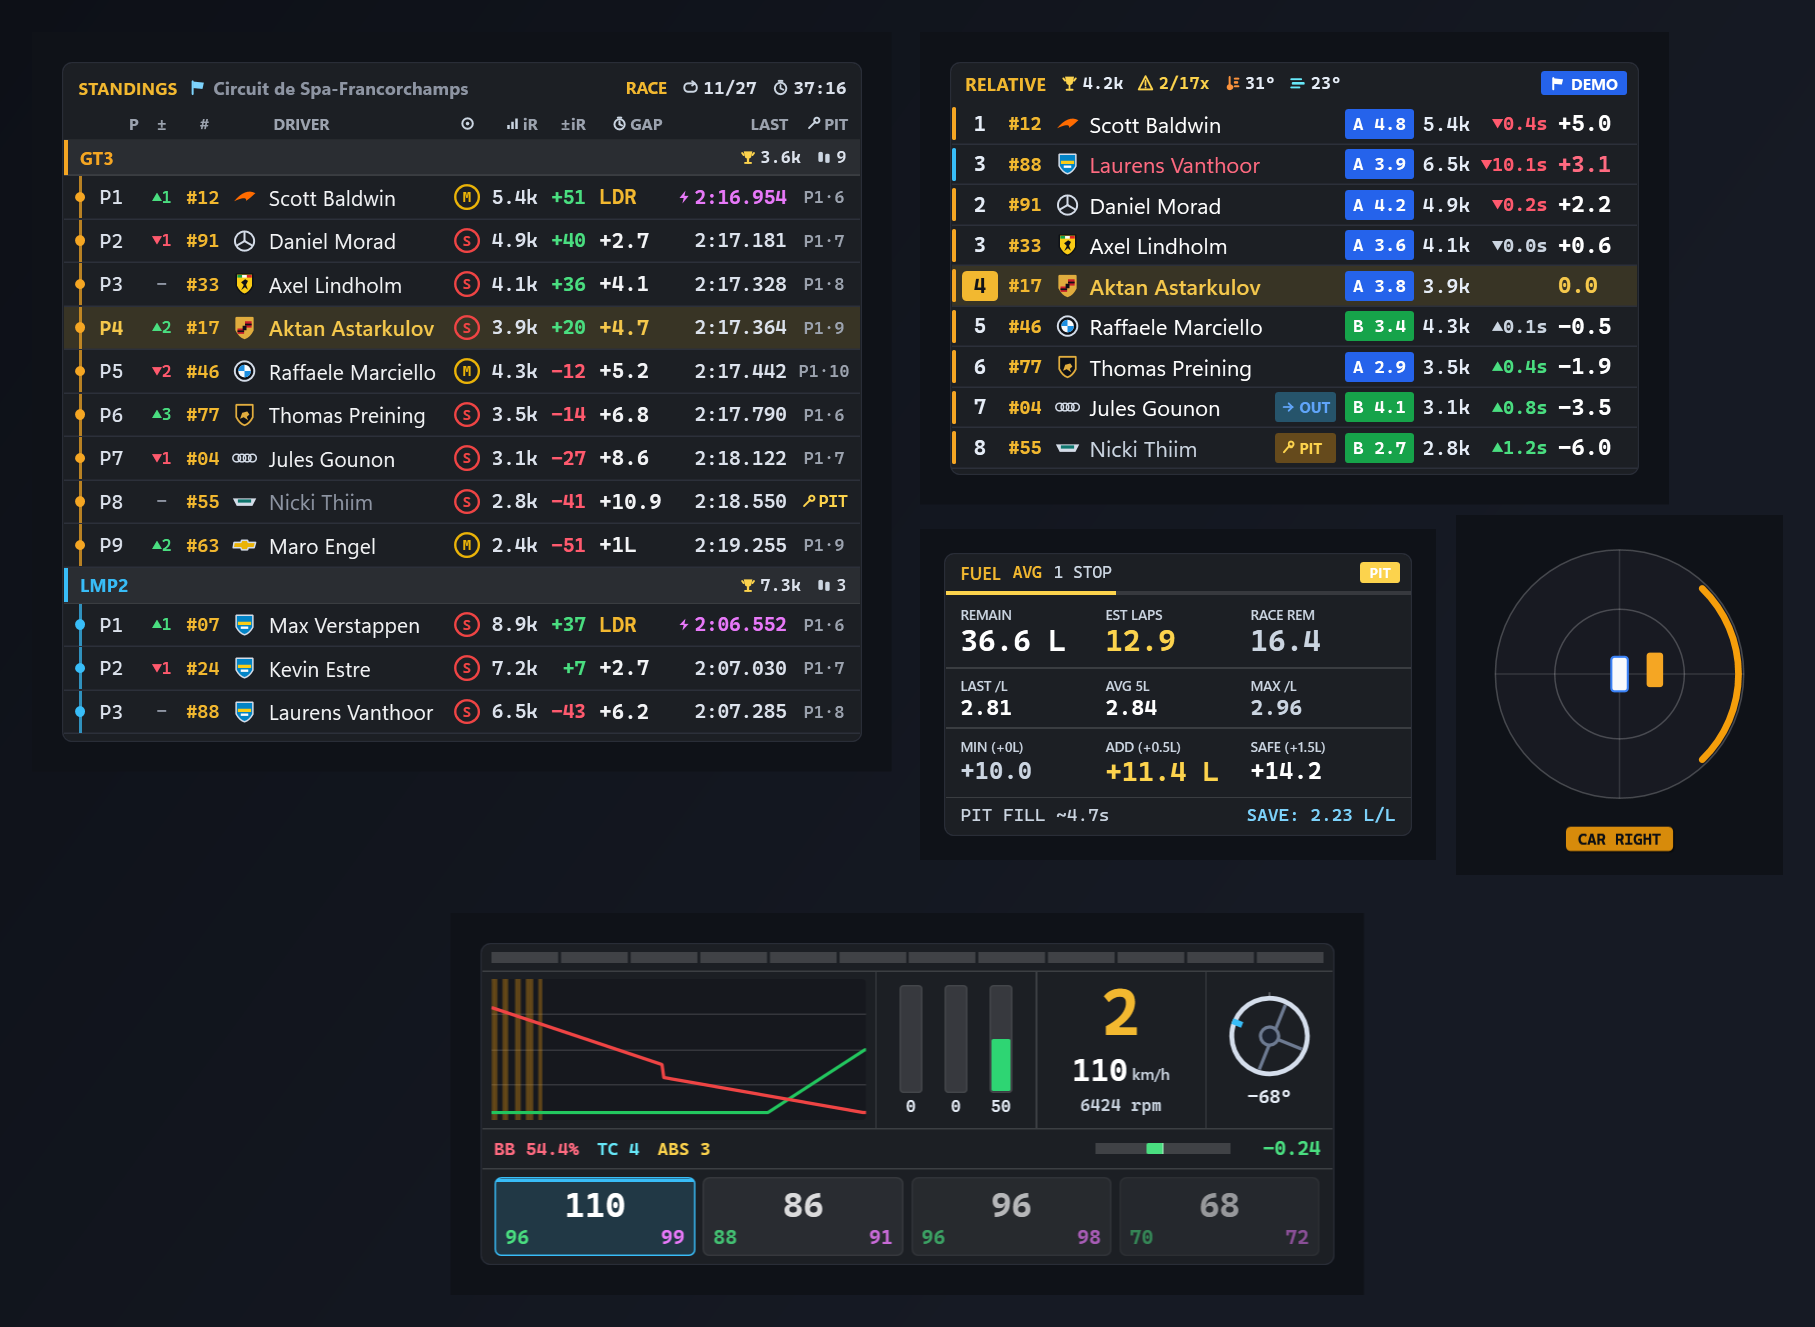 STANDINGS Circuit de Spa-Francorchamps RACE 11/27 37:16
P ± # DRIVER iR ±iR GAP LAST PIT
GT3 3.6k 9
P1 ▲1 #12 Scott Baldwin M 5.4k +51 LDR 2:16.954 P1·6
P2 ▼1 #91 Daniel Morad S 4.9k +40 +2.7 2:17.181 P1·7
P3 – #33 Axel Lindholm S 4.1k +36 +4.1 2:17.328 P1·8
P4 ▲2 #17 Aktan Astarkulov S 3.9k +20 +4.7 2:17.364 P1·9
P5 ▼2 #46 Raffaele Marciello M 4.3k −12 +5.2 2:17.442 P1·10
P6 ▲3 #77 Thomas Preining S 3.5k −14 +6.8 2:17.790 P1·6
P7 ▼1 #04 Jules Gounon S 3.1k −27 +8.6 2:18.122 P1·7
P8 – #55 Nicki Thiim S 2.8k −41 +10.9 2:18.550 PIT
P9 ▲2 #63 Maro Engel M 2.4k −51 +1L 2:19.255 P1·9
LMP2 7.3k 3
P1 ▲1 #07 Max Verstappen S 8.9k +37 LDR 2:06.552 P1·6
P2 ▼1 #24 Kevin Estre S 7.2k +7 +2.7 2:07.030 P1·7
P3 – #88 Laurens Vanthoor S 6.5k −43 +6.2 2:07.285 P1·8
RELATIVE 4.2k 2/17x 31° 23° DEMO
1 #12 Scott Baldwin A 4.8 5.4k ▼0.4s +5.0
3 #88 Laurens Vanthoor A 3.9 6.5k ▼10.1s +3.1
2 #91 Daniel Morad A 4.2 4.9k ▼0.2s +2.2
3 #33 Axel Lindholm A 3.6 4.1k ▼0.0s +0.6
4 #17 Aktan Astarkulov A 3.8 3.9k 0.0
5 #46 Raffaele Marciello B 3.4 4.3k ▲0.1s −0.5
6 #77 Thomas Preining A 2.9 3.5k ▲0.4s −1.9
7 #04 Jules Gounon → OUT B 4.1 3.1k ▲0.8s −3.5
8 #55 Nicki Thiim PIT B 2.7 2.8k ▲1.2s −6.0
FUEL AVG 1 STOP PIT
REMAIN EST LAPS RACE REM
36.6 L 12.9 16.4
LAST /L AVG 5L MAX /L
2.81 2.84 2.96
MIN (+0L) ADD (+0.5L) SAFE (+1.5L)
+10.0 +11.4 L +14.2
PIT FILL ~4.7s SAVE: 2.23 L/L
CAR RIGHT
2
110 km/h
6424 rpm
0 0 50
−68°
BB 54.4% TC 4 ABS 3 −0.24
110 86 96 68
96 99 88 91 96 98 70 72